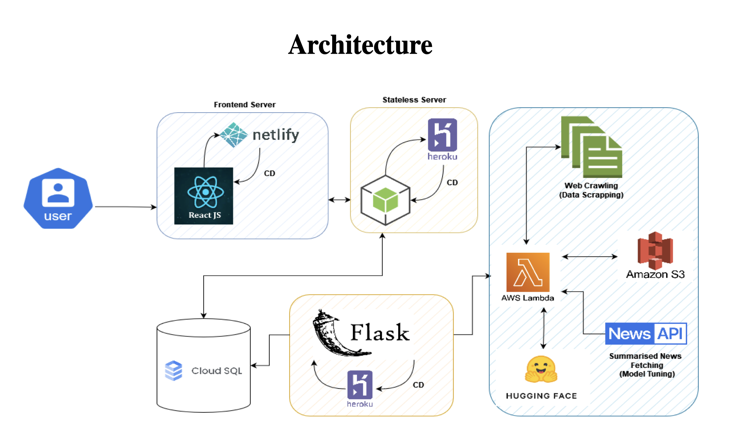 Architecture
Frontend Server
Stateless Server
netlify
CD
React JS
heroku
CD
user
Web Crawling
(Data Scrapping)
AWS Lambda
Amazon S3
News API
Summarised News
Fetching
(Model Tuning)
HUGGING FACE
Cloud SQL
Flask
CD
heroku